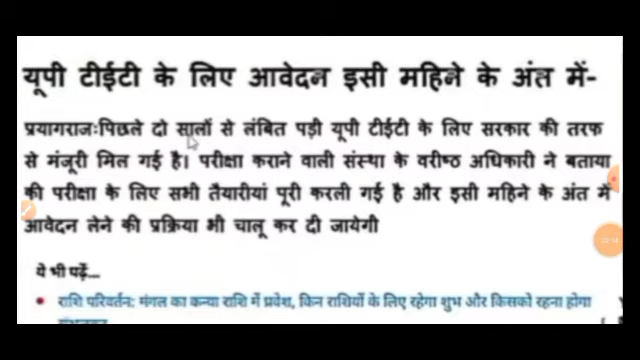 यूपी टीईटी के लिए आवेदन इसी महिने के अंत में-
प्रयागराजःपिछले दो सालों से लंबित पड़ी यूपी टीईटी के लिए सरकार की तरफ
से मंजूरी मिल गई है। परीक्षा कराने वाली संस्था के वरीष्ठ अधिकारी ने बताया
की परीक्षा के लिए सभी तैयारीयां पूरी करली गई है और इसी महिने के अंत में
आवेदन लेने की प्रक्रिया भी चालू कर दी जायेगी
ये भी पढ़ें...
• राशि परिवर्तन: मंगल का कन्या राशि में प्रवेश, किन राशियों के लिए रहेगा शुभ और किसको रहना होगा